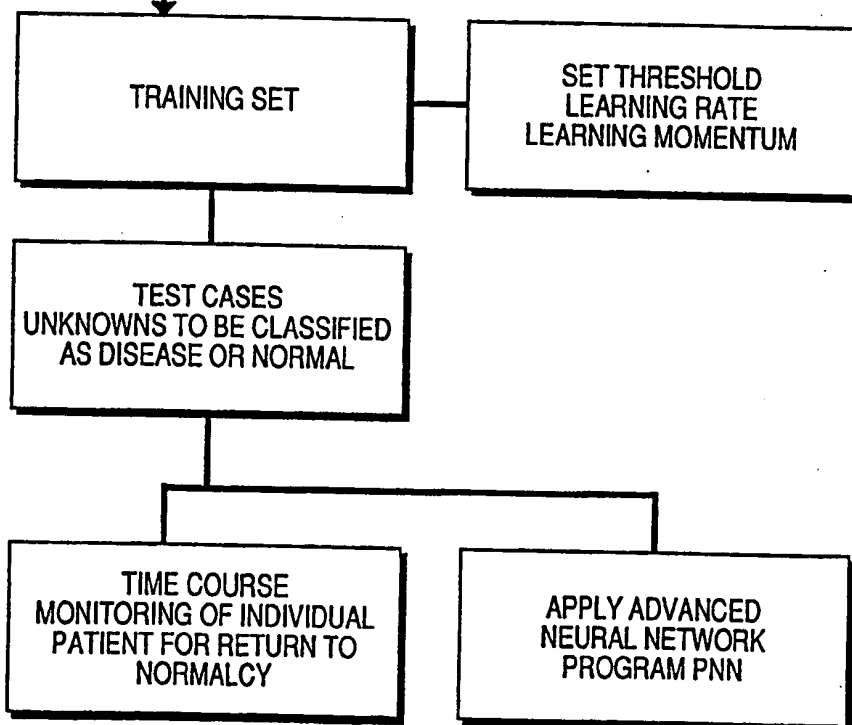 TRAINING SET
SET THRESHOLD
LEARNING RATE
LEARNING MOMENTUM
TEST CASES
UNKNOWNS TO BE CLASSIFIED
AS DISEASE OR NORMAL
TIME COURSE
MONITORING OF INDIVIDUAL
PATIENT FOR RETURN TO
NORMALCY
APPLY ADVANCED
NEURAL NETWORK
PROGRAM PNN